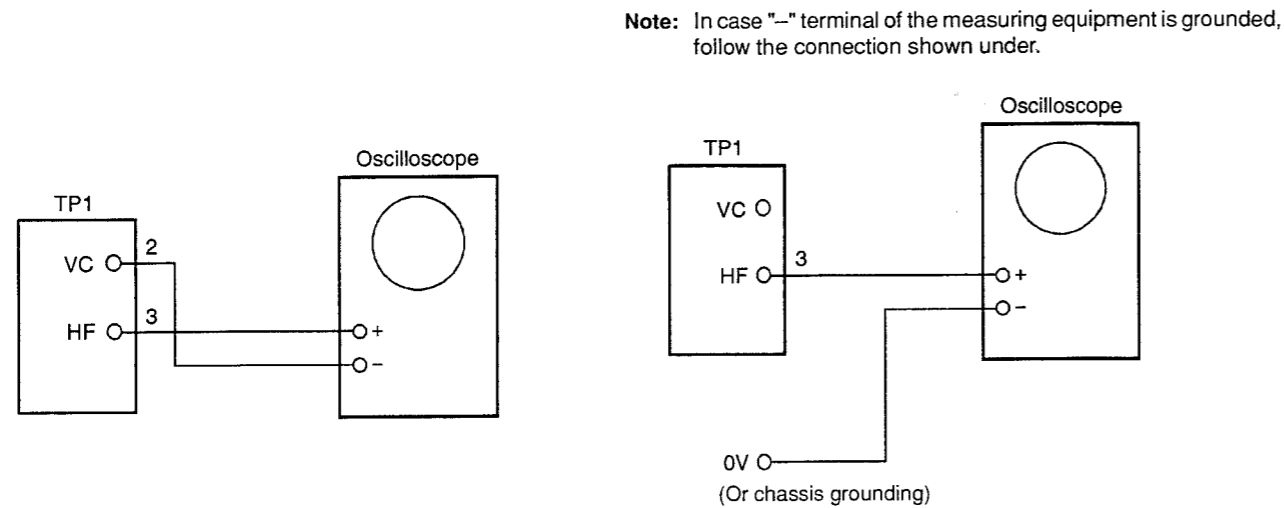 Note: In case "–" terminal of the measuring equipment is grounded,
follow the connection shown under.
Oscilloscope
TP1
VC
2
HF
3
+
–
Oscilloscope
TP1
VC
HF
3
+
–
0V
(Or chassis grounding)